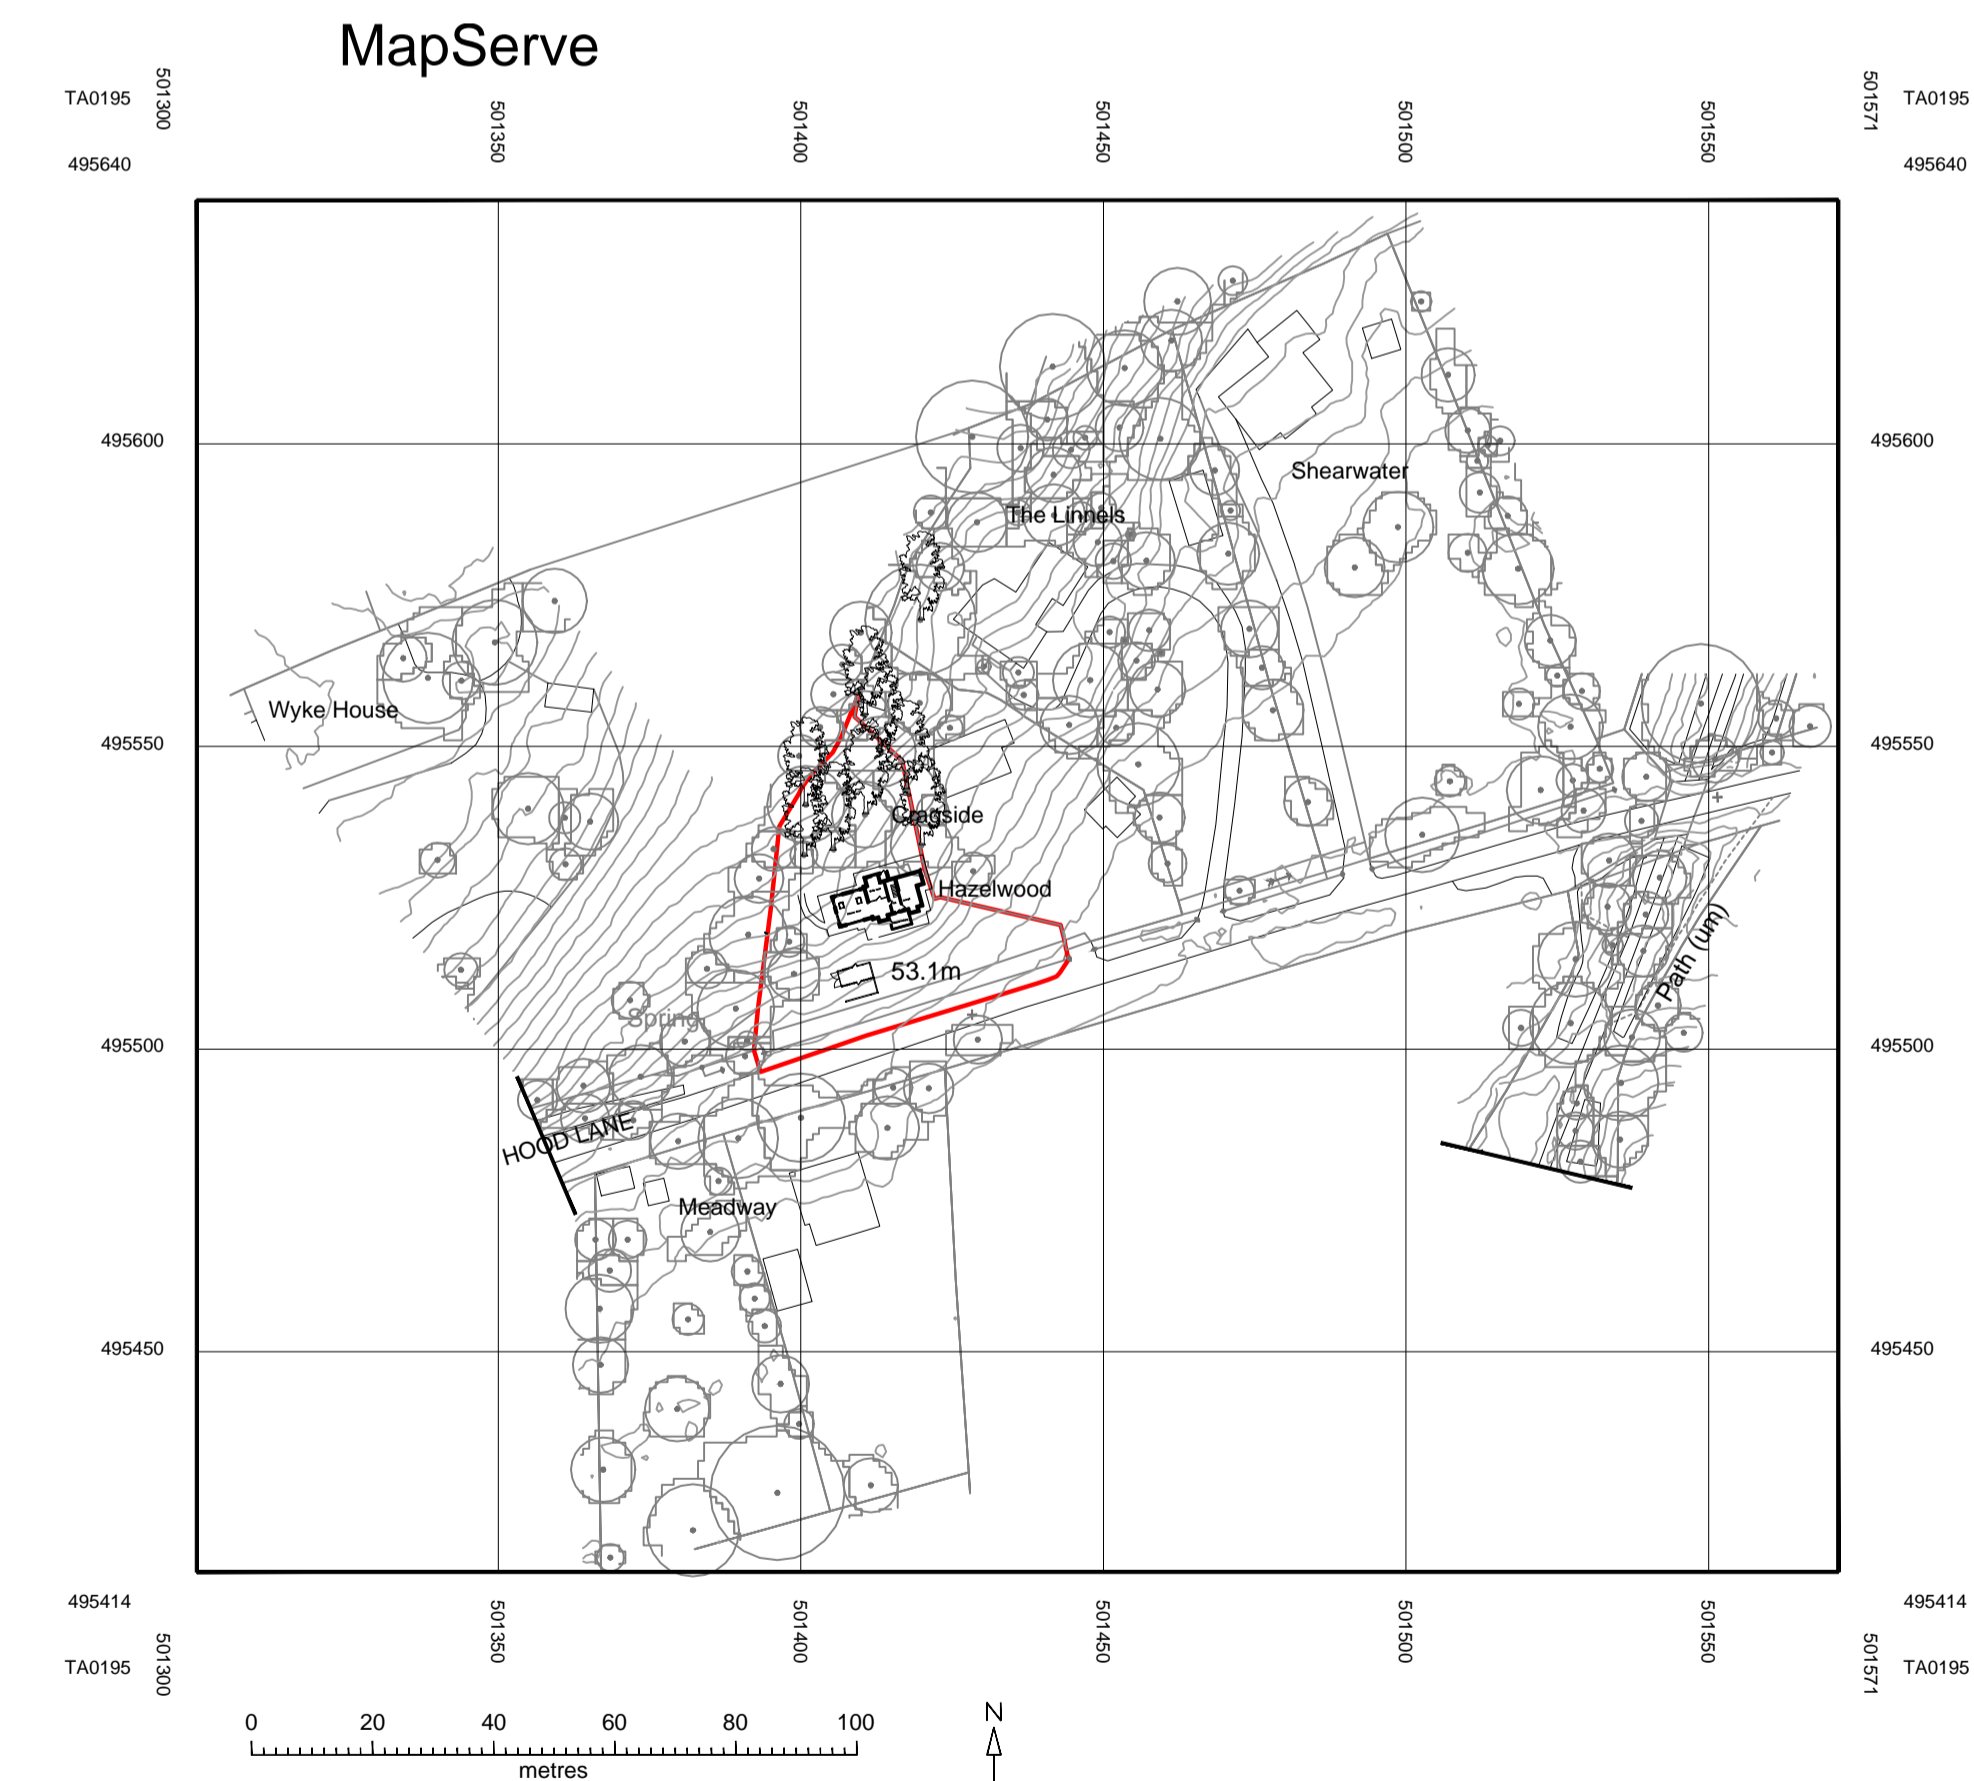 MapServe
TA0195
501300
501350
501400
501450
501500
501550
501571
TA0195
495640
495640
495600
495600
Shearwater
The Linnels
Wyke House
495550
495550
Cragside
Hazelwood
53.1m
Path (um)
Spring
495500
495500
HOOD LANE
Meadway
495450
495450
495414
495414
TA0195
501300
501350
501400
501450
501500
501550
501571
TA0195
0 20 40 60 80 100
metres
N